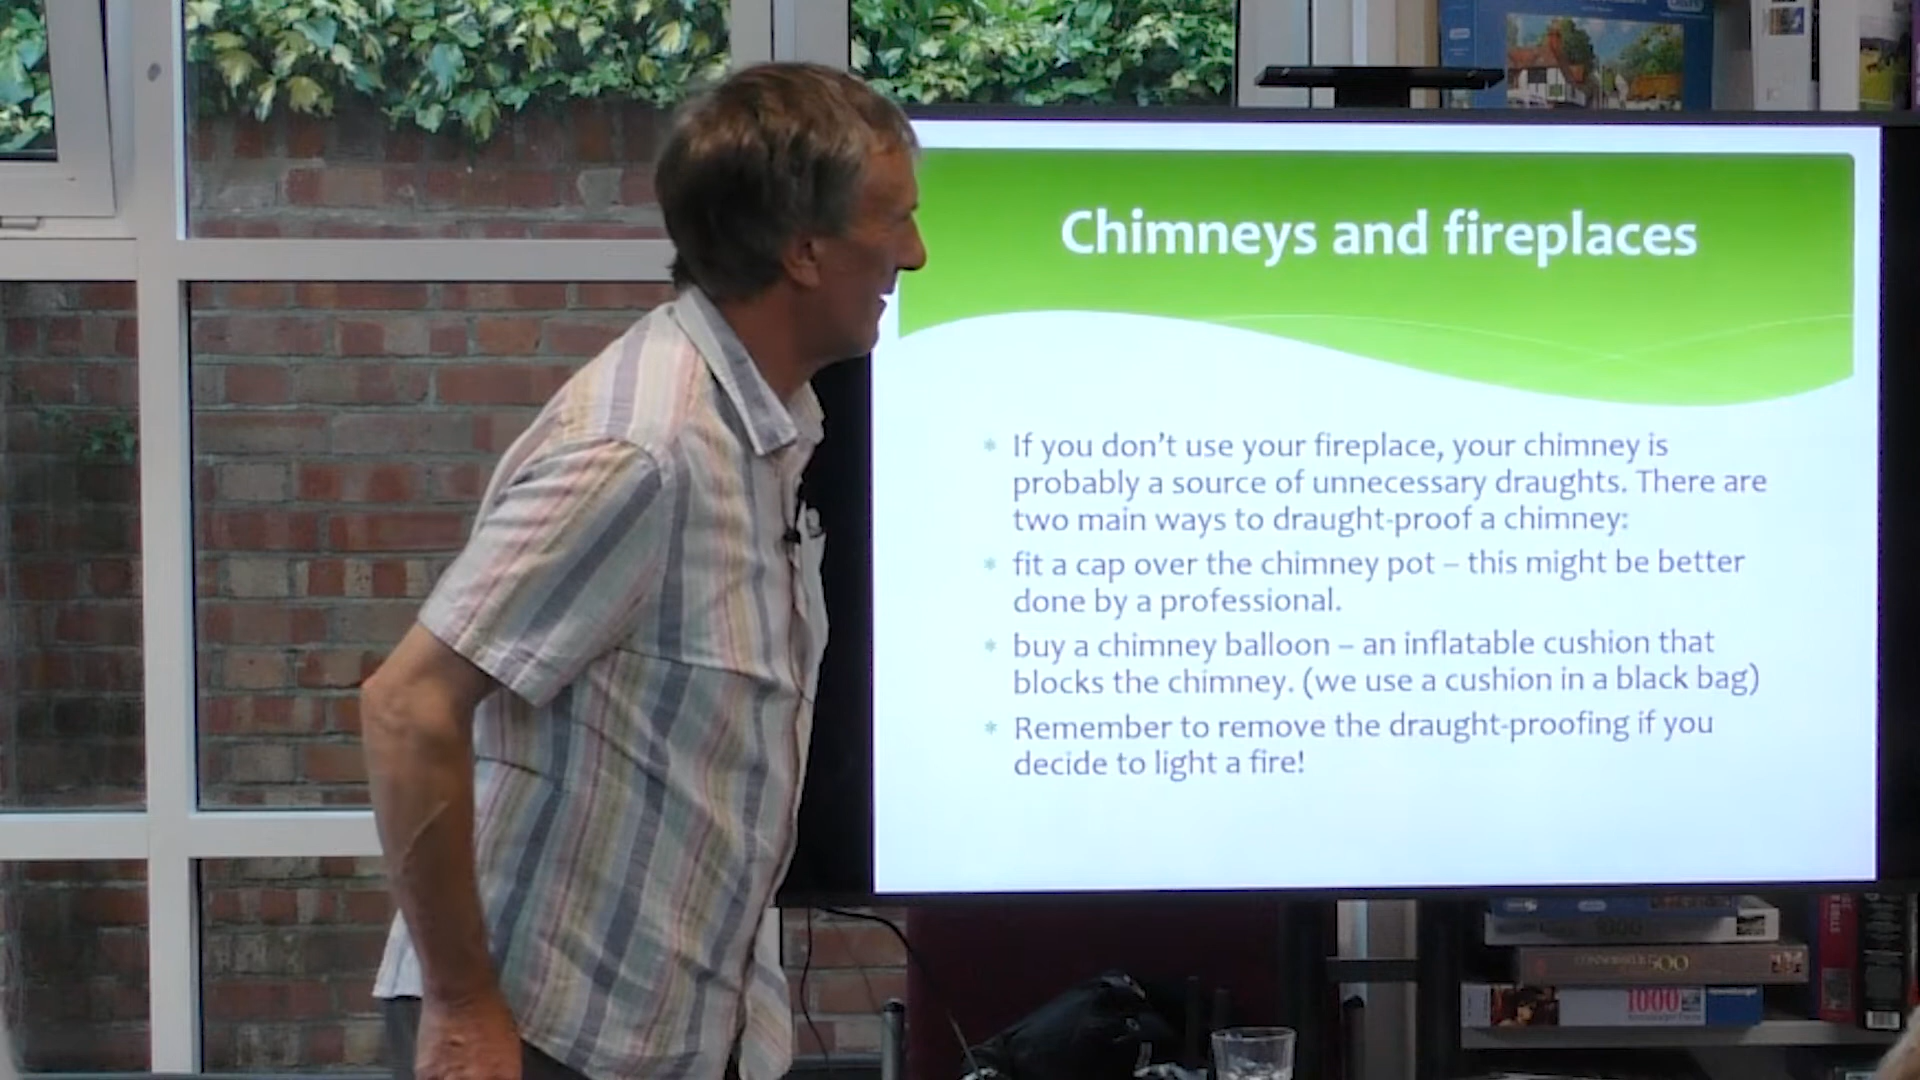 Chimneys and fireplaces
If you don't use your fireplace, your chimney is
probably a source of unnecessary draughts. There are
two main ways to draught-proof a chimney:
fit a cap over the chimney pot – this might be better
done by a professional.
buy a chimney balloon – an inflatable cushion that
blocks the chimney. (we use a cushion in a black bag)
Remember to remove the draught-proofing if you
decide to light a fire!
1000
500
1000